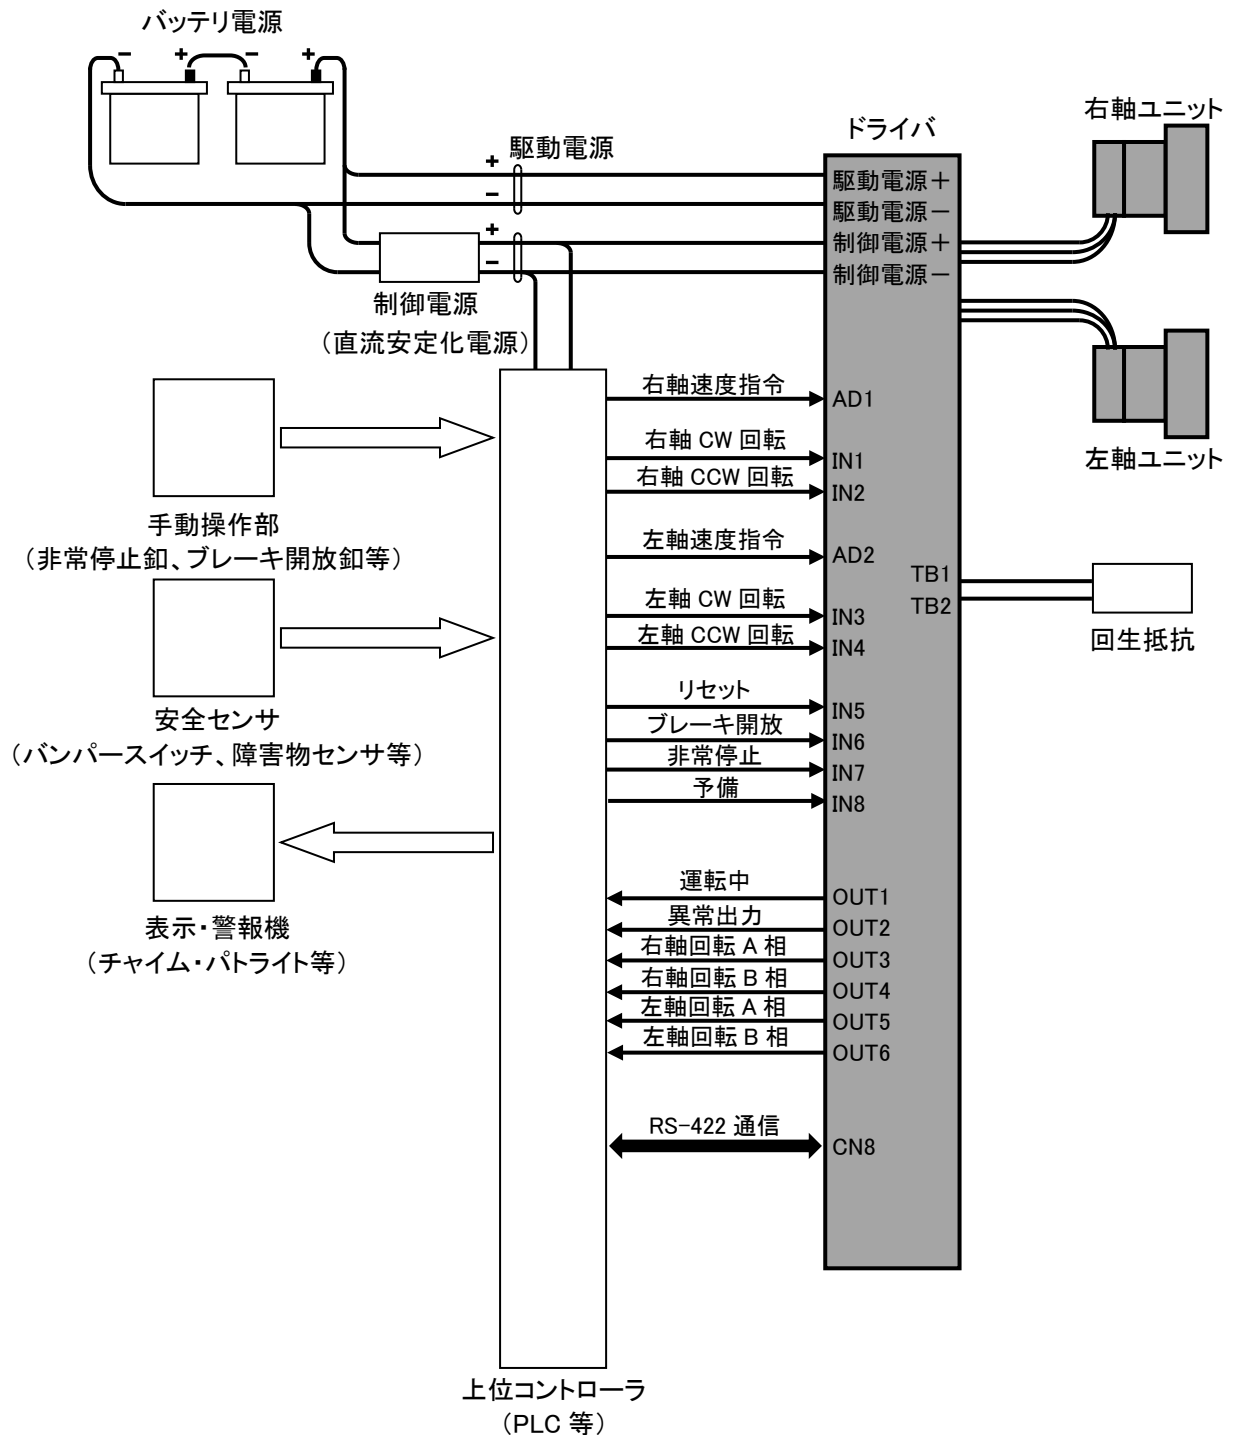 バッテリ電源
− + − +
駆動電源
+
−
+
−
制御電源
（直流安定化電源）
ドライバ
駆動電源＋
駆動電源－
制御電源＋
制御電源－
右軸ユニット
左軸ユニット
手動操作部
（非常停止釦、ブレーキ開放釦等）
安全センサ
（バンパースイッチ、障害物センサ等）
表示・警報機
（チャイム・パトライト等）
右軸速度指令
AD1
右軸 CW 回転
IN1
右軸 CCW 回転
IN2
左軸速度指令
AD2
左軸 CW 回転
IN3
左軸 CCW 回転
IN4
リセット
IN5
ブレーキ開放
IN6
非常停止
IN7
予備
IN8
運転中
OUT1
異常出力
OUT2
右軸回転 A 相
OUT3
右軸回転 B 相
OUT4
左軸回転 A 相
OUT5
左軸回転 B 相
OUT6
RS-422 通信
CN8
TB1
TB2
回生抵抗
上位コントローラ
（PLC 等）